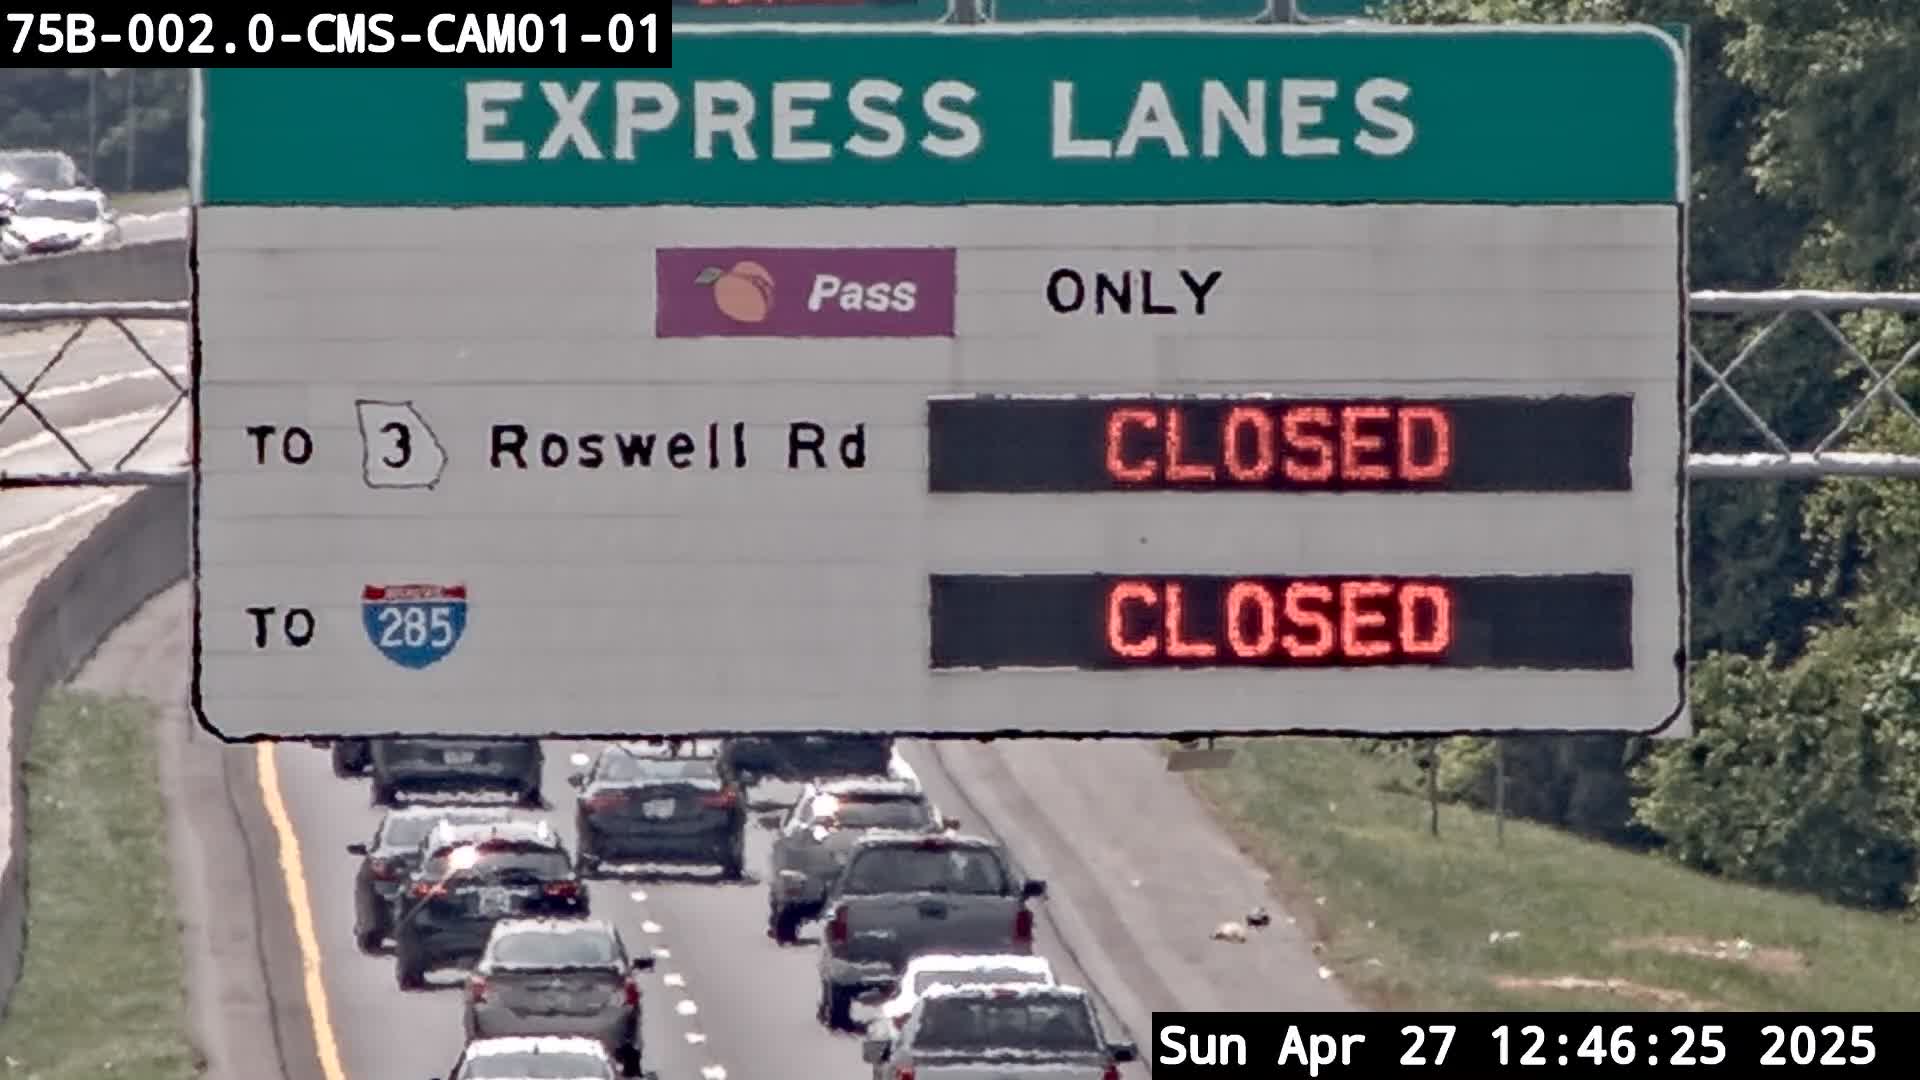 75B-002.0-CMS-CAM01-01
EXPRESS LANES
Pass ONLY
TO 3 Roswell Rd CLOSED
TO 285 CLOSED
Sun Apr 27 12:46:25 2025